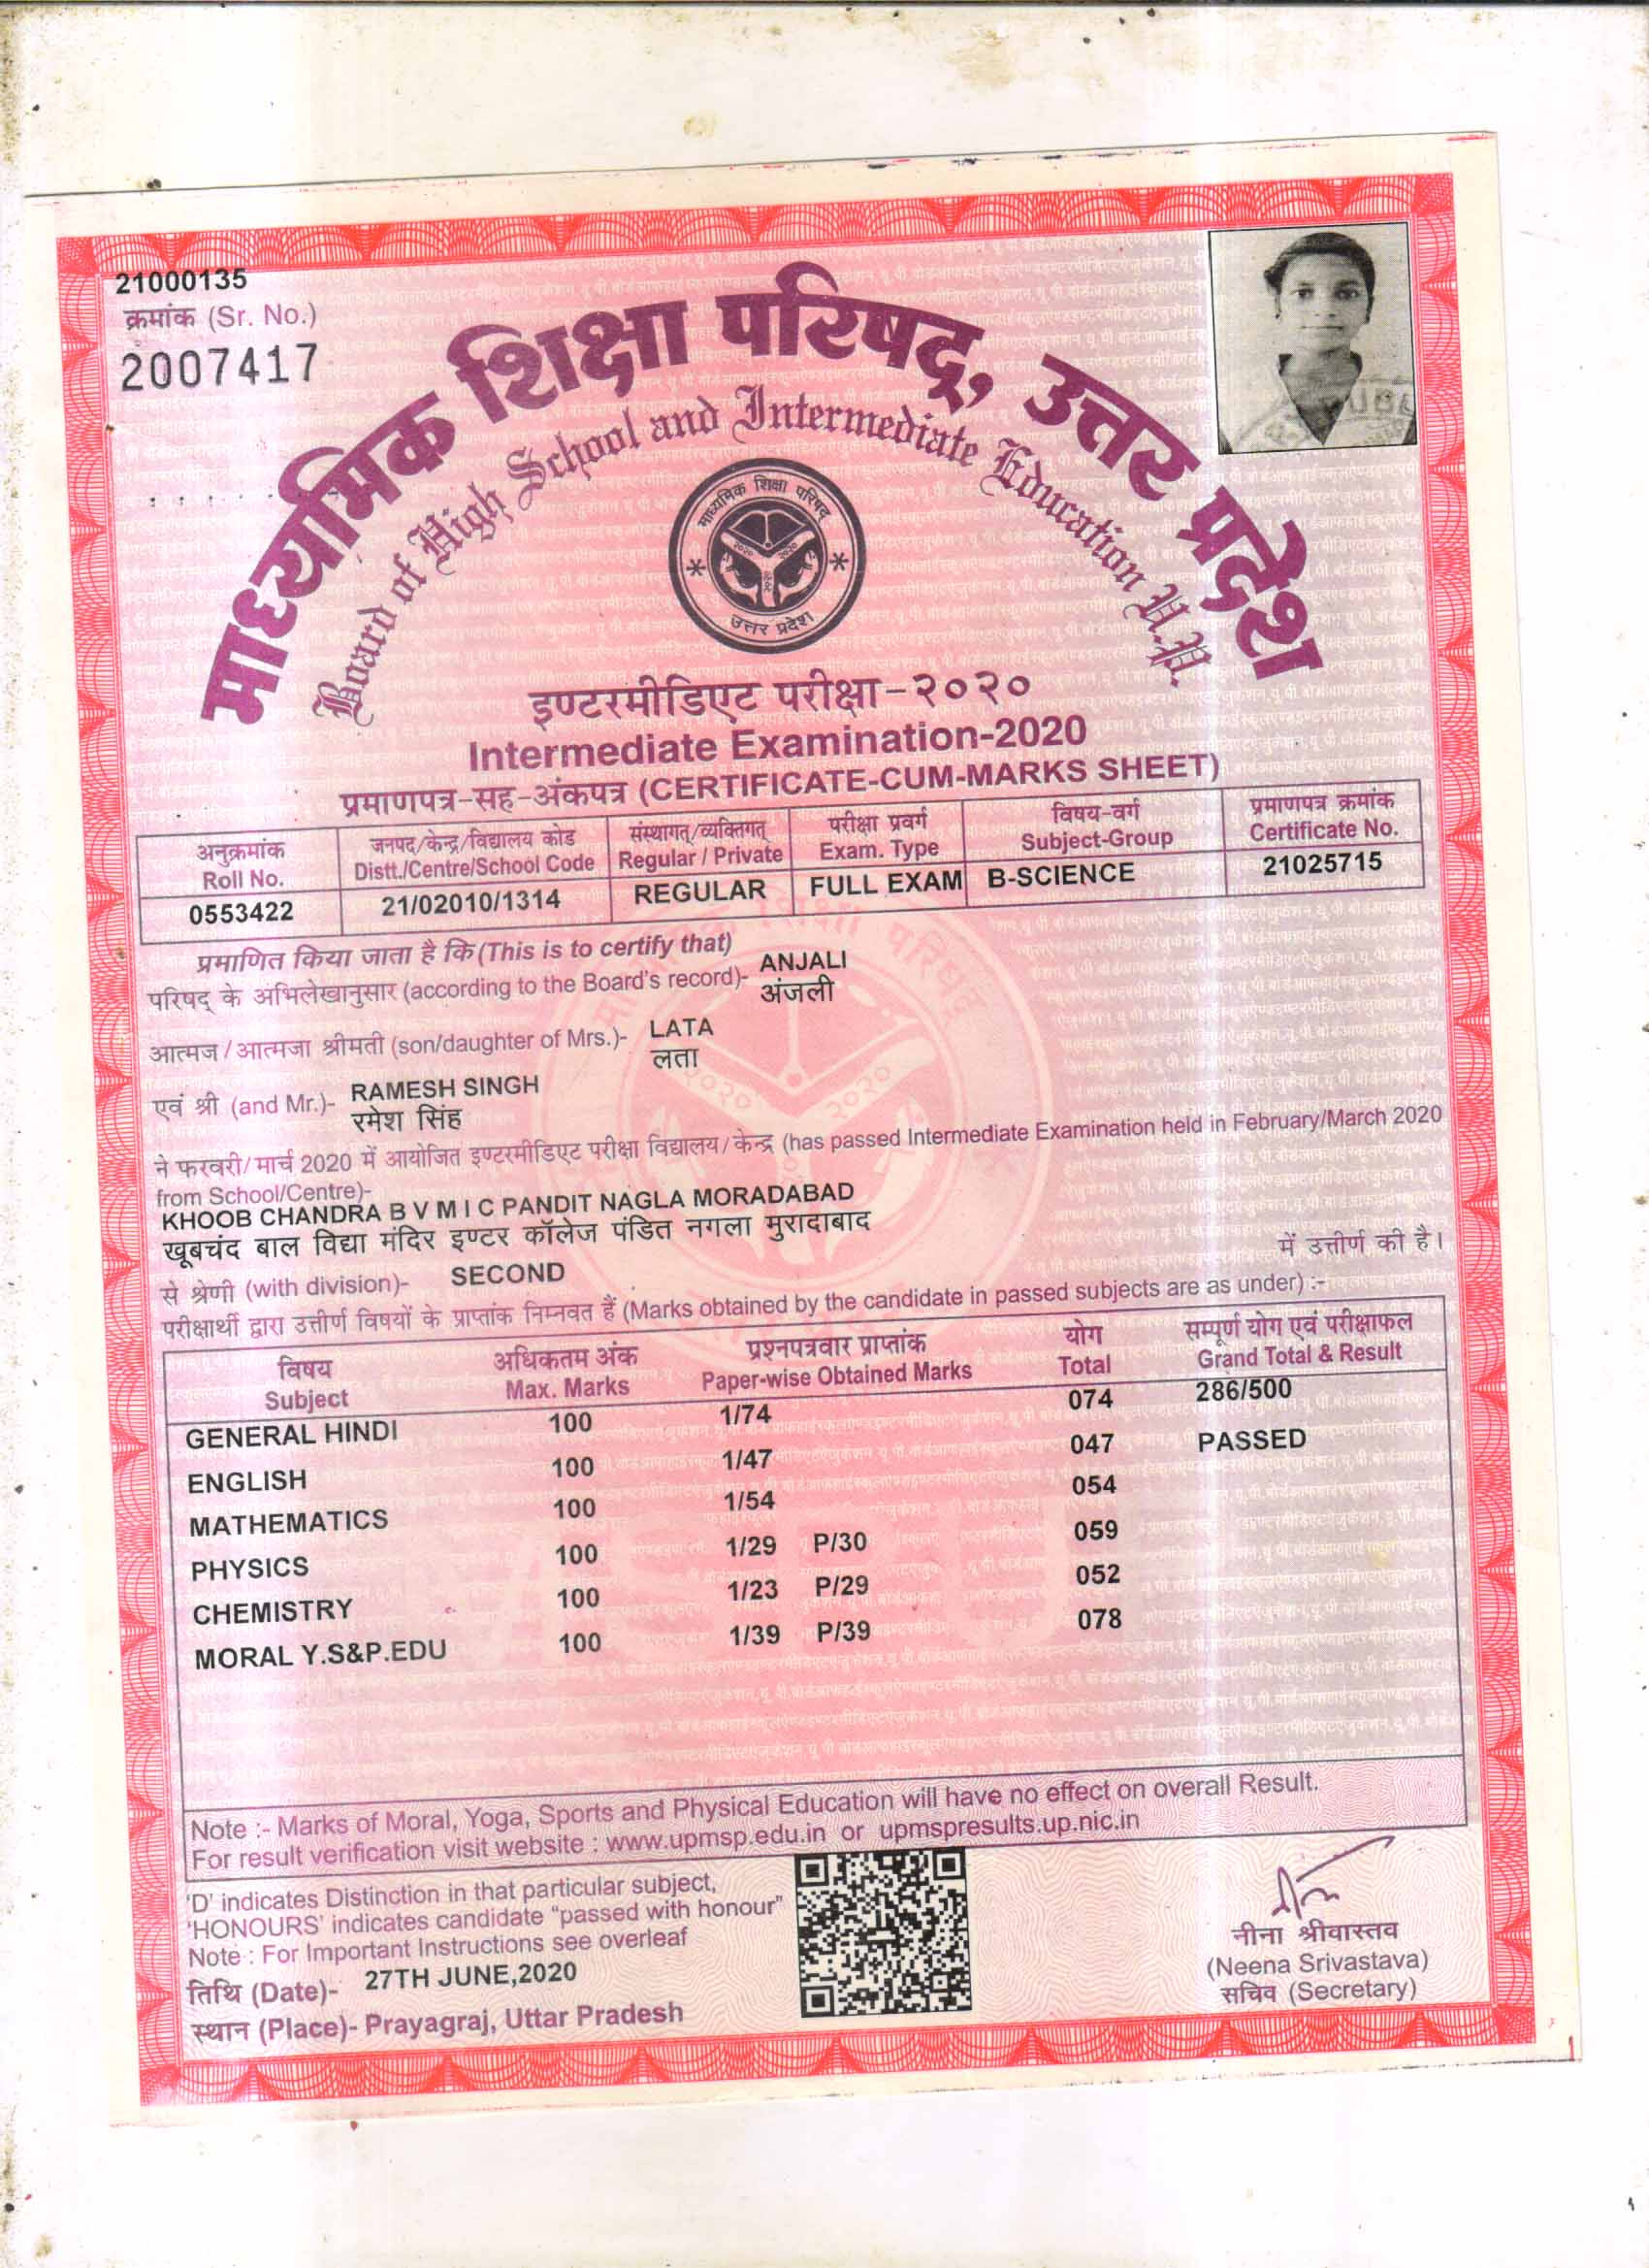 21000135
क्रमांक (Sr. No.)
2007417
माध्यमिक शिक्षा परिषद्, उत्तर प्रदेश
Board of High School and Intermediate Education U.P.
माध्यमिक शिक्षा परिषद्
2020 2020
2020
उत्तर प्रदेश
इण्टरमीडिएट परीक्षा-२०२०
Intermediate Examination-2020
प्रमाणपत्र-सह-अंकपत्र (CERTIFICATE-CUM-MARKS SHEET)
अनुक्रमांक जनपद/केन्द्र/विद्यालय कोड संस्थागत्/व्यक्तिगत् परीक्षा प्रवर्ग विषय-वर्ग प्रमाणपत्र क्रमांक
Roll No. Distt./Centre/School Code Regular / Private Exam. Type Subject-Group Certificate No.
0553422 21/02010/1314 REGULAR FULL EXAM B-SCIENCE 21025715
प्रमाणित किया जाता है कि (This is to certify that)
परिषद् के अभिलेखानुसार (according to the Board's record)- ANJALI
अंजली
आत्मज / आत्मजा श्रीमती (son/daughter of Mrs.)- LATA
लता
एवं श्री (and Mr.)- RAMESH SINGH
रमेश सिंह
ने फरवरी/मार्च 2020 में आयोजित इण्टरमीडिएट परीक्षा विद्यालय/केन्द्र (has passed Intermediate Examination held in February/March 2020
from School/Centre)-
KHOOB CHANDRA B V M I C PANDIT NAGLA MORADABAD
खूबचंद बाल विद्या मंदिर इण्टर कॉलेज पंडित नगला मुरादाबाद
में उत्तीर्ण की है।
से श्रेणी (with division)- SECOND
परीक्षार्थी द्वारा उत्तीर्ण विषयों के प्राप्तांक निम्नवत हैं (Marks obtained by the candidate in passed subjects are as under) :-
विषय अधिकतम अंक प्रश्नपत्रवार प्राप्तांक योग सम्पूर्ण योग एवं परीक्षाफल
Subject Max. Marks Paper-wise Obtained Marks Total Grand Total & Result
GENERAL HINDI 100 1/74 074 286/500
ENGLISH 100 1/47 047 PASSED
MATHEMATICS 100 1/54 054
PHYSICS 100 1/29 P/30 059
CHEMISTRY 100 1/23 P/29 052
MORAL Y.S&P.EDU 100 1/39 P/39 078
Note :- Marks of Moral, Yoga, Sports and Physical Education will have no effect on overall Result.
For result verification visit website : www.upmsp.edu.in or upmspresults.up.nic.in
'D' indicates Distinction in that particular subject,
'HONOURS' indicates candidate "passed with honour"
Note : For Important Instructions see overleaf
तिथि (Date)- 27TH JUNE,2020
स्थान (Place)- Prayagraj, Uttar Pradesh
नीना श्रीवास्तव
(Neena Srivastava)
सचिव (Secretary)